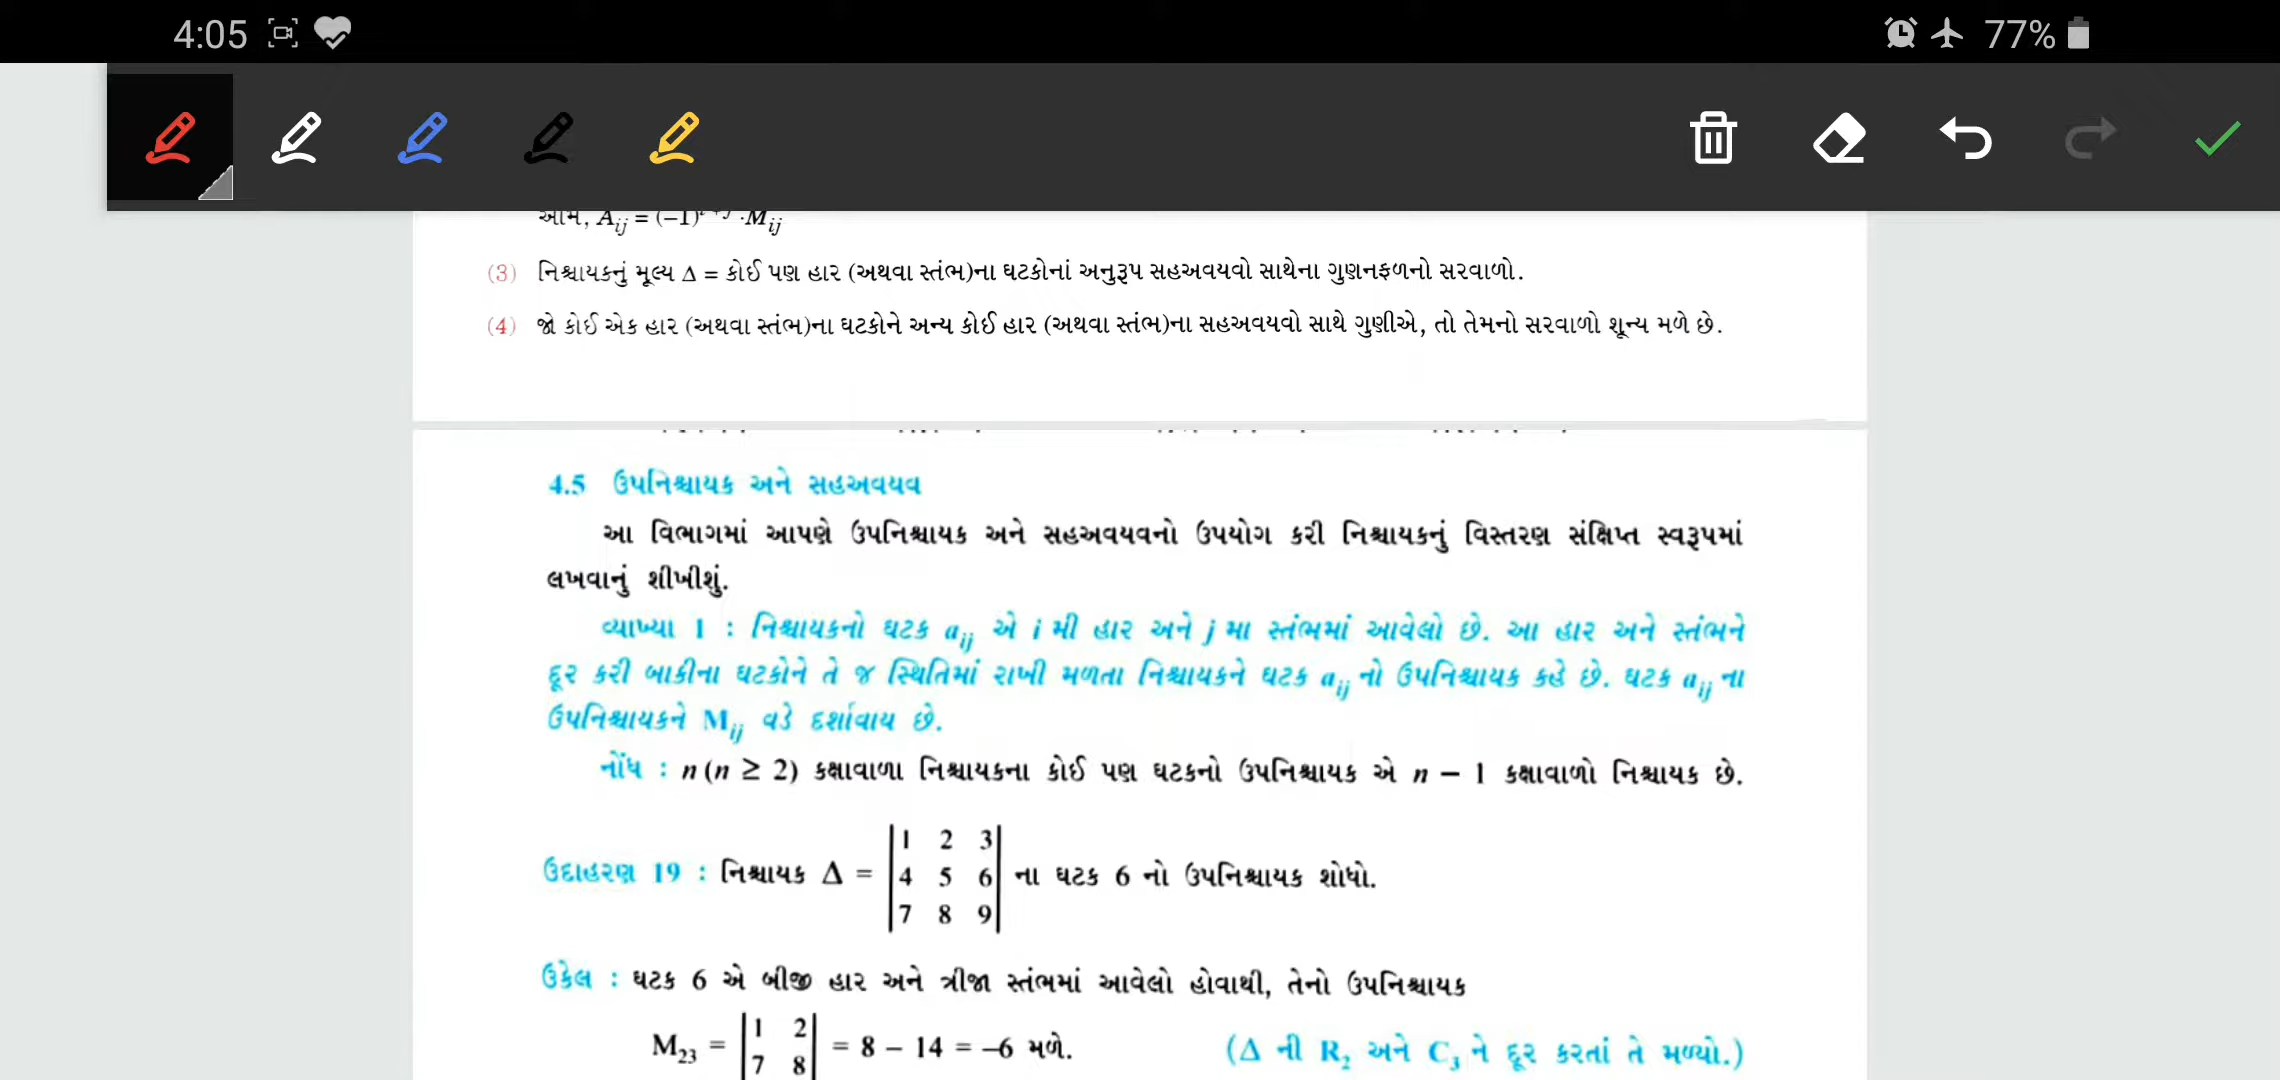 4:05
77%
આમ, Aij = (–1)i + j ·Mij
(3) નિશ્ચાયકનું મૂલ્ય Δ = કોઈ પણ હાર (અથવા સ્તંભ)ના ઘટકોનાં અનુરૂપ સહઅવયવો સાથેના ગુણનફળનો સરવાળો.
(4) જો કોઈ એક હાર (અથવા સ્તંભ)ના ઘટકોને અન્ય કોઈ હાર (અથવા સ્તંભ)ના સહઅવયવો સાથે ગુણીએ, તો તેમનો સરવાળો શૂન્ય મળે છે.
4.5 ઉપનિશ્ચાયક અને સહઅવયવ
આ વિભાગમાં આપણે ઉપનિશ્ચાયક અને સહઅવયવનો ઉપયોગ કરી નિશ્ચાયકનું વિસ્તરણ સંક્ષિપ્ત સ્વરૂપમાં
લખવાનું શીખીશું.
વ્યાખ્યા 1 : નિશ્ચાયકનો ઘટક aij એ i મી હાર અને j મા સ્તંભમાં આવેલો છે. આ હાર અને સ્તંભને
દૂર કરી બાકીના ઘટકોને તે જ સ્થિતિમાં રાખી મળતા નિશ્ચાયકને ઘટક aij નો ઉપનિશ્ચાયક કહે છે. ઘટક aij ના
ઉપનિશ્ચાયકને Mij વડે દર્શાવાય છે.
નોંધ : n (n ≥ 2) કક્ષાવાળા નિશ્ચાયકના કોઈ પણ ઘટકનો ઉપનિશ્ચાયક એ n – 1 કક્ષાવાળો નિશ્ચાયક છે.
1 2 3
ઉદાહરણ 19 : નિશ્ચાયક Δ = 4 5 6 ના ઘટક 6 નો ઉપનિશ્ચાયક શોધો.
7 8 9
ઉકેલ : ઘટક 6 એ બીજી હાર અને ત્રીજા સ્તંભમાં આવેલો હોવાથી, તેનો ઉપનિશ્ચાયક
1 2
M23 = = 8 – 14 = –6 મળે. (Δ ની R2 અને C3 ને દૂર કરતાં તે મળ્યો.)
7 8